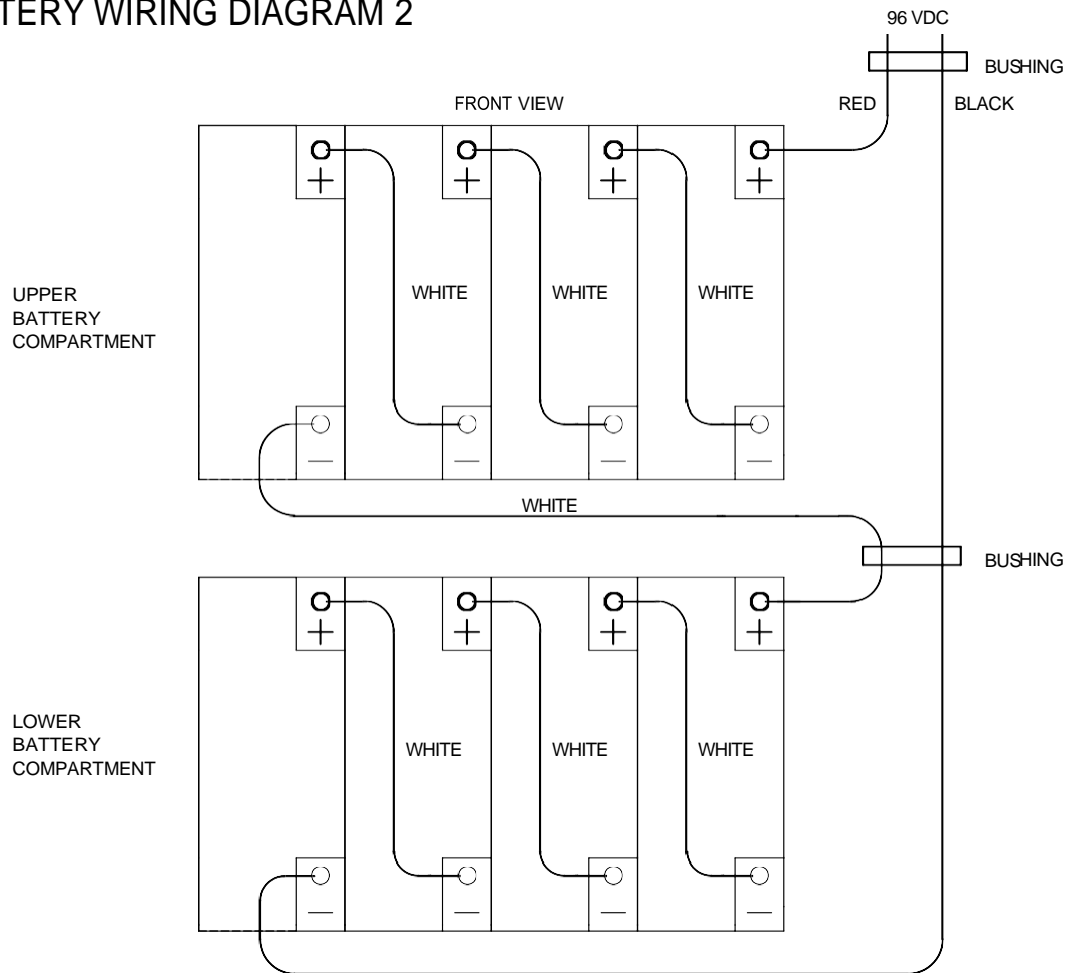 TERY WIRING DIAGRAM 2
96 VDC
BUSHING
FRONT VIEW
RED
BLACK
+ + + +
UPPER
BATTERY
COMPARTMENT
WHITE
WHITE
WHITE
— — — —
WHITE
BUSHING
+ + + +
LOWER
BATTERY
COMPARTMENT
WHITE
WHITE
WHITE
— — — —